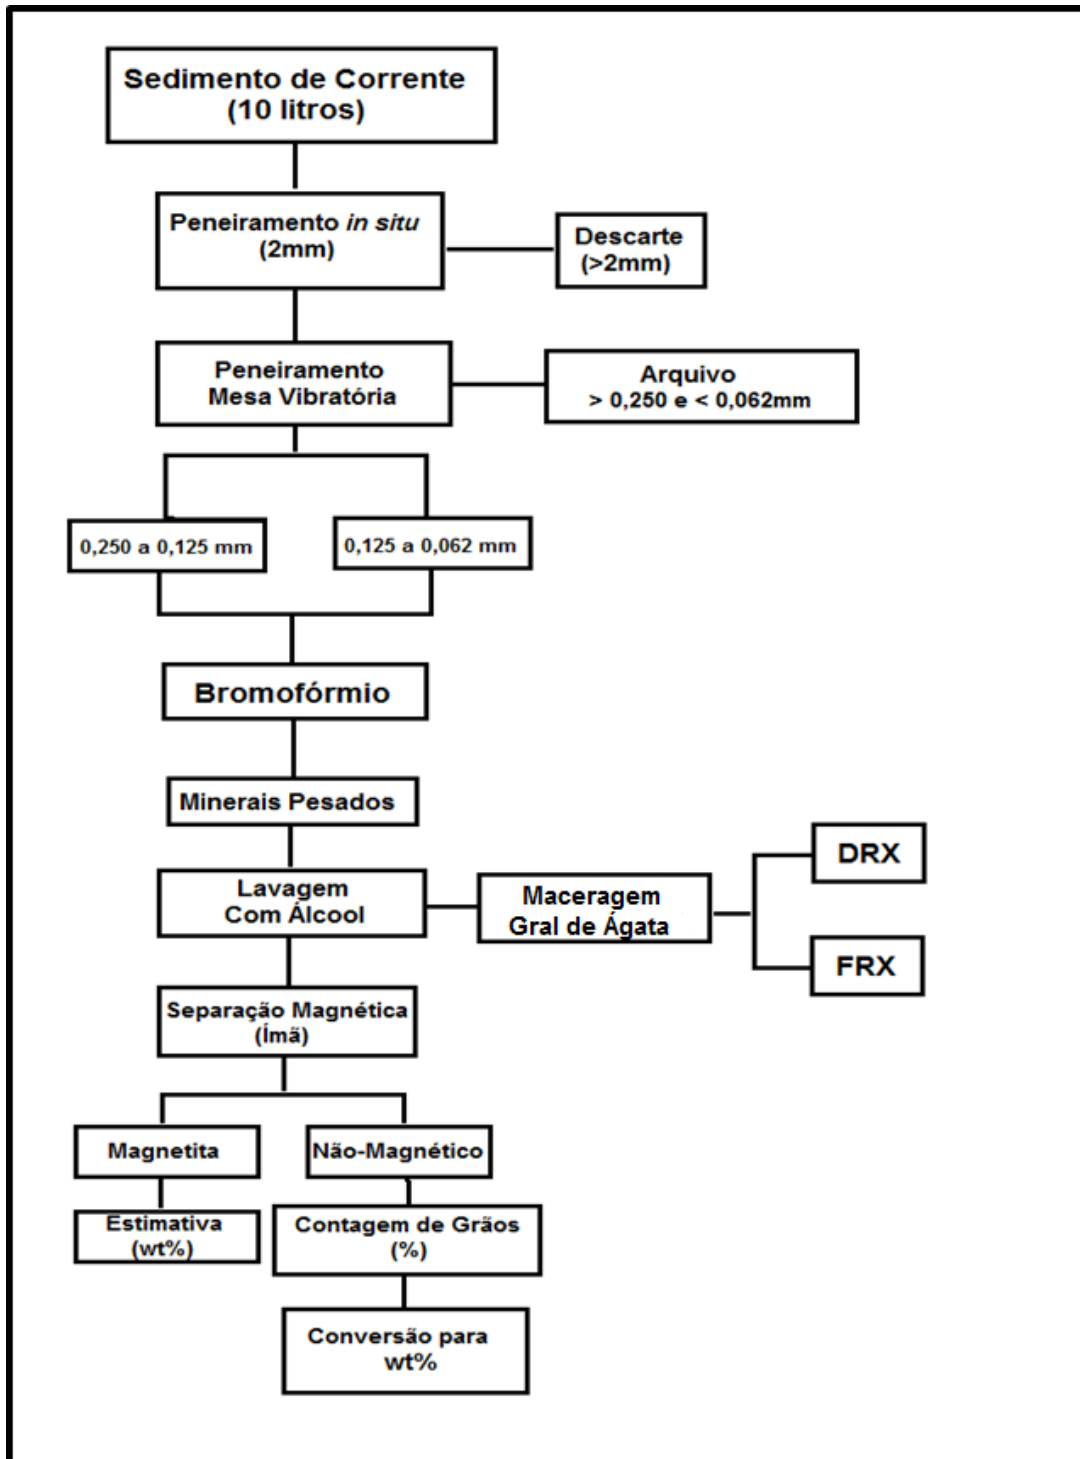 Sedimento de Corrente
(10 litros)
Peneiramento in situ
(2mm)
Descarte
(>2mm)
Peneiramento
Mesa Vibratória
Arquivo
> 0,250 e < 0,062mm
0,250 a 0,125 mm
0,125 a 0,062 mm
Bromofórmio
Minerais Pesados
Lavagem
Com Álcool
Maceragem
Gral de Ágata
DRX
FRX
Separação Magnética
(Ímã)
Magnetita
Não-Magnético
Estimativa
(wt%)
Contagem de Grãos
(%)
Conversão para
wt%